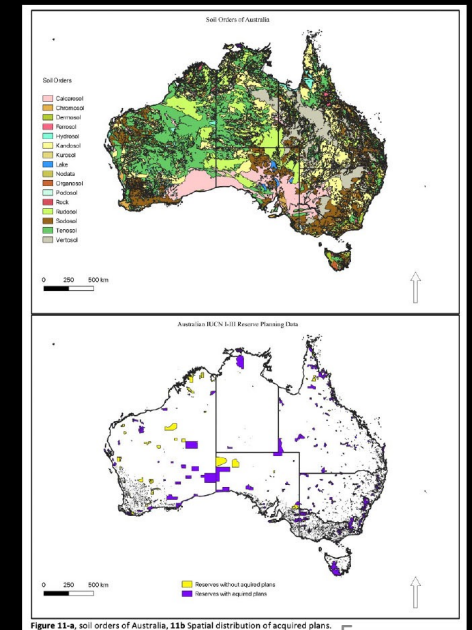 Soil Orders of Australia
Soil Orders
Calcarosol
Chromosol
Dermosol
Ferrosol
Hydrosol
Kandosol
Kurosol
Lake
Nodata
Organosol
Podosol
Rock
Rudosol
Sodosol
Tenosol
Vertosol
0 250 500 km
Australian IUCN I-III Reserve Planning Data
0 250 500 km
Reserves without aquired plans
Reserves with aquired plans
Figure 11-a, soil orders of Australia, 11b Spatial distribution of acquired plans.